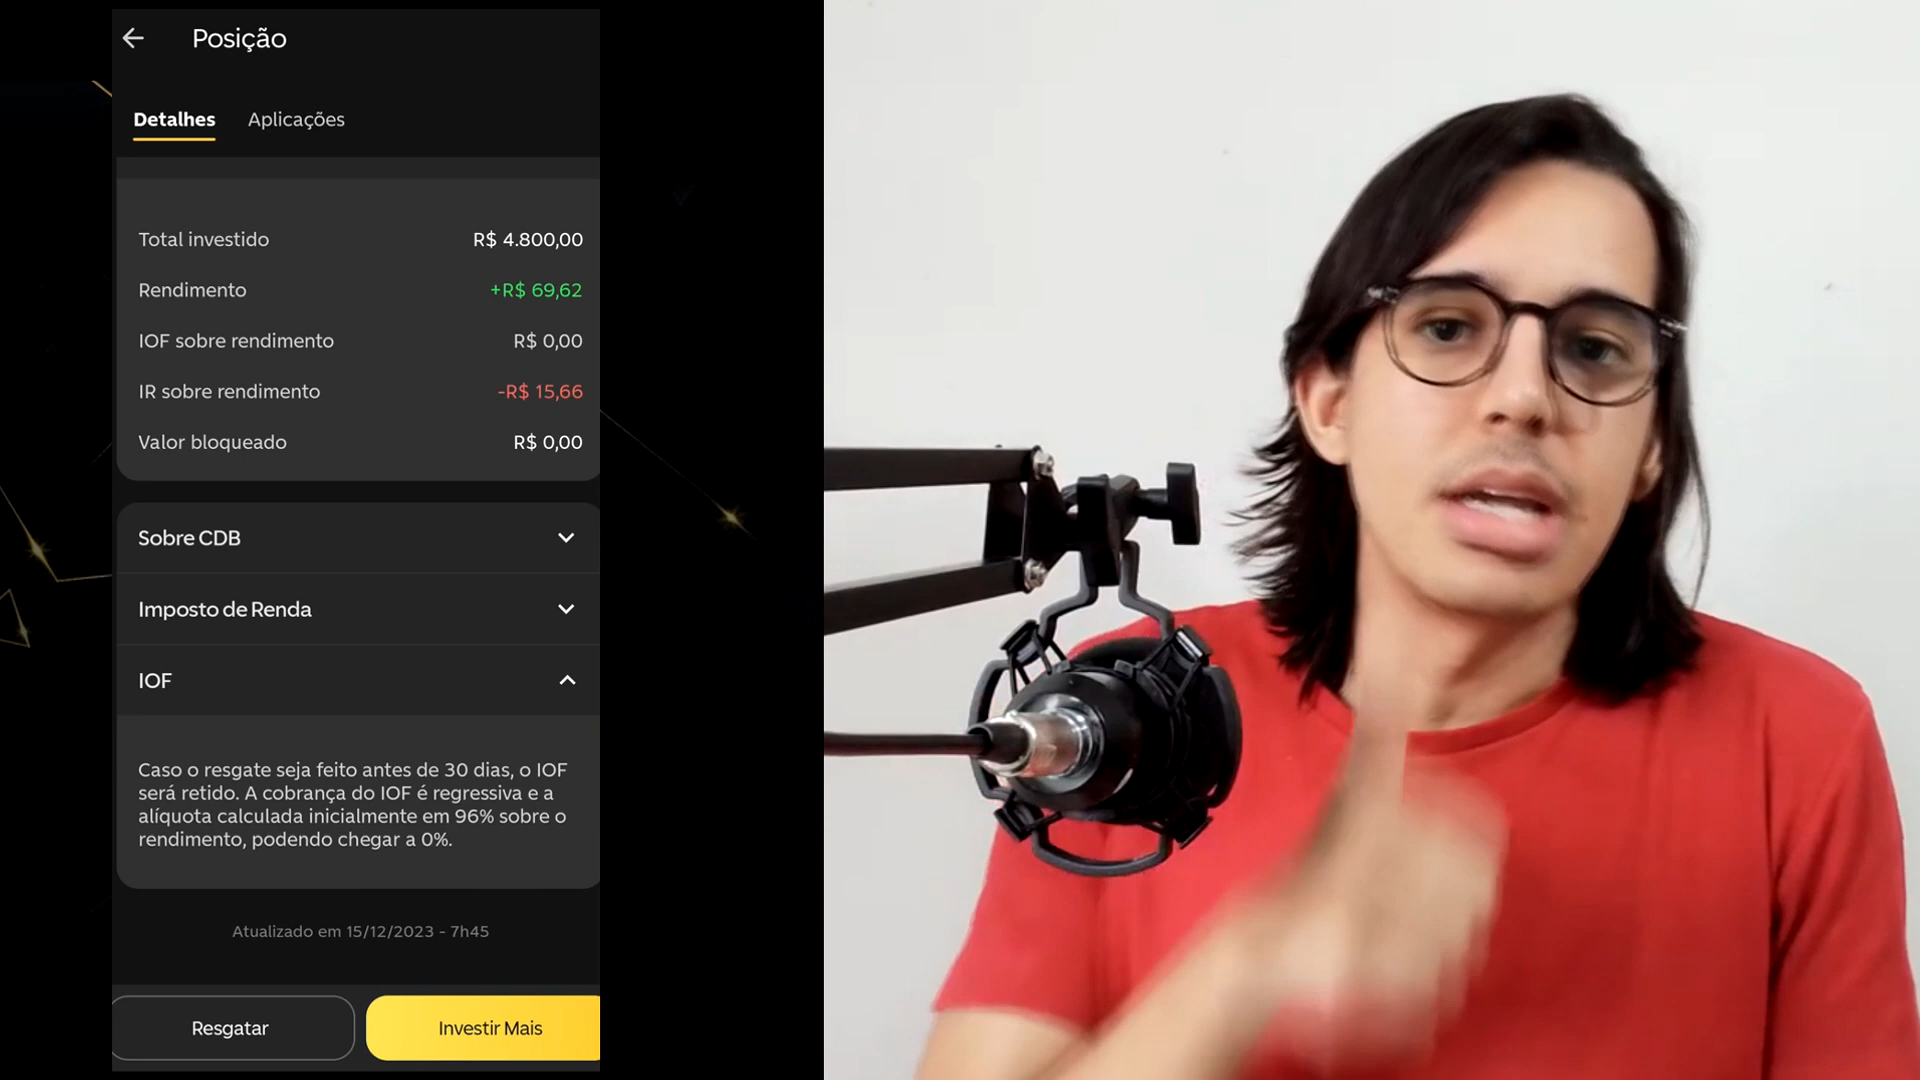 Posição
Detalhes Aplicações
Total investido R$ 4.800,00
Rendimento +R$ 69,62
IOF sobre rendimento R$ 0,00
IR sobre rendimento -R$ 15,66
Valor bloqueado R$ 0,00
Sobre CDB
Imposto de Renda
IOF
Caso o resgate seja feito antes de 30 dias, o IOF
será retido. A cobrança do IOF é regressiva e a
alíquota calculada inicialmente em 96% sobre o
rendimento, podendo chegar a 0%.
Atualizado em 15/12/2023 - 7h45
Resgatar Investir Mais